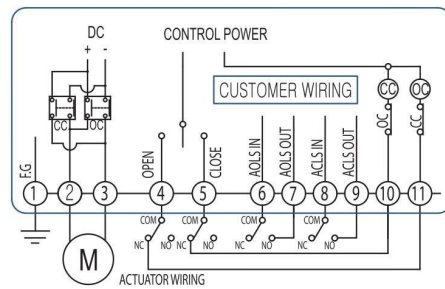 DC
+ -
CONTROL POWER
CUSTOMER WIRING
CC OC
CC OC
OC CC
F.G
OPEN
CLOSE
AOLS IN
AOLS OUT
ACLS IN
ACLS OUT
1 2 3 4 5 6 7 8 9 10 11
COM COM COM COM
NC NO NC NO NC NO NC NO
M
ACTUATOR WIRING